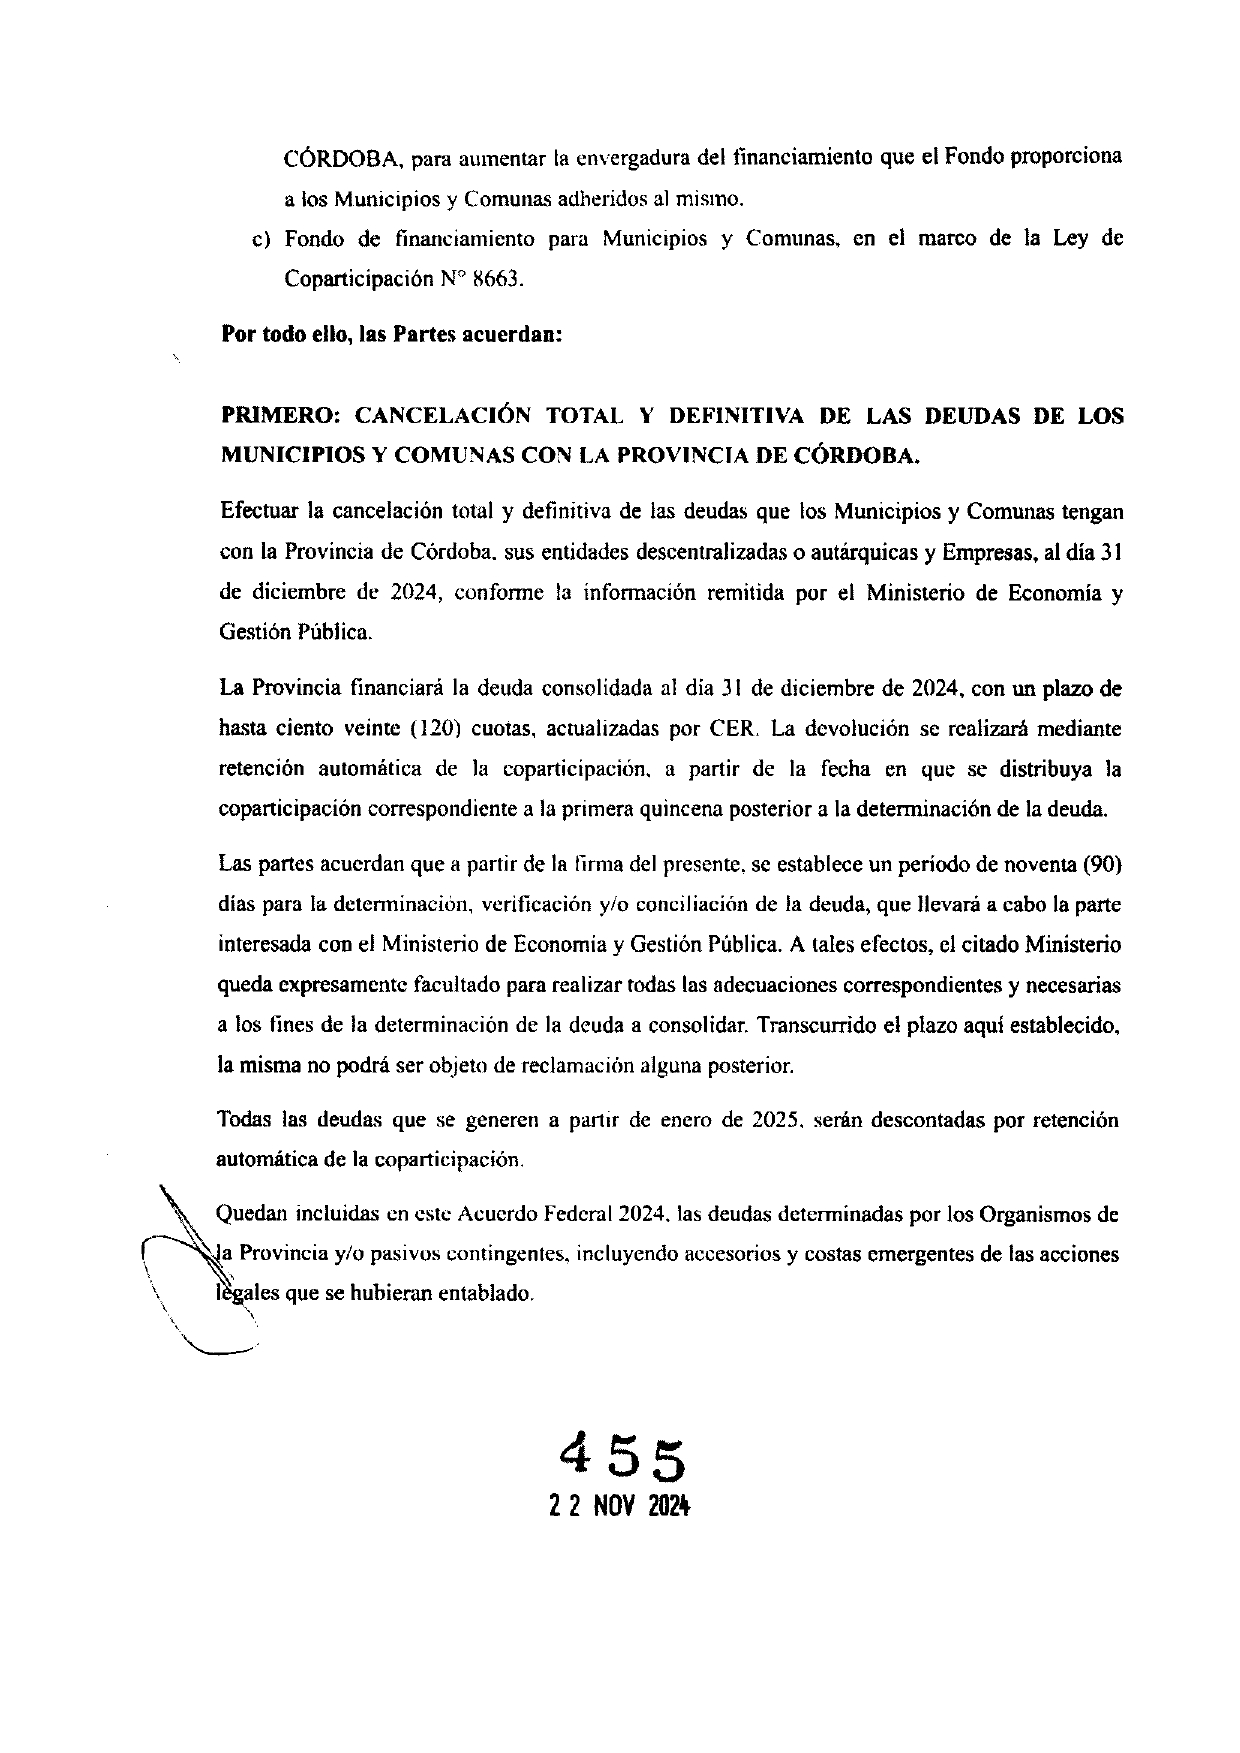 CÓRDOBA, para aumentar la envergadura del financiamiento que el Fondo proporciona
a los Municipios y Comunas adheridos al mismo.
c) Fondo de financiamiento para Municipios y Comunas, en el marco de la Ley de
Coparticipación N° 8663.
Por todo ello, las Partes acuerdan:
PRIMERO: CANCELACIÓN TOTAL Y DEFINITIVA DE LAS DEUDAS DE LOS
MUNICIPIOS Y COMUNAS CON LA PROVINCIA DE CÓRDOBA.
Efectuar la cancelación total y definitiva de las deudas que los Municipios y Comunas tengan
con la Provincia de Córdoba, sus entidades descentralizadas o autárquicas y Empresas, al día 31
de diciembre de 2024, conforme la información remitida por el Ministerio de Economía y
Gestión Pública.
La Provincia financiará la deuda consolidada al día 31 de diciembre de 2024, con un plazo de
hasta ciento veinte (120) cuotas, actualizadas por CER. La devolución se realizará mediante
retención automática de la coparticipación, a partir de la fecha en que se distribuya la
coparticipación correspondiente a la primera quincena posterior a la determinación de la deuda.
Las partes acuerdan que a partir de la firma del presente, se establece un período de noventa (90)
días para la determinación, verificación y/o conciliación de la deuda, que llevará a cabo la parte
interesada con el Ministerio de Economía y Gestión Pública. A tales efectos, el citado Ministerio
queda expresamente facultado para realizar todas las adecuaciones correspondientes y necesarias
a los fines de la determinación de la deuda a consolidar. Transcurrido el plazo aquí establecido,
la misma no podrá ser objeto de reclamación alguna posterior.
Todas las deudas que se generen a partir de enero de 2025, serán descontadas por retención
automática de la coparticipación.
Quedan incluidas en este Acuerdo Federal 2024, las deudas determinadas por los Organismos de
la Provincia y/o pasivos contingentes, incluyendo accesorios y costas emergentes de las acciones
legales que se hubieran entablado.
455
22 NOV 2024